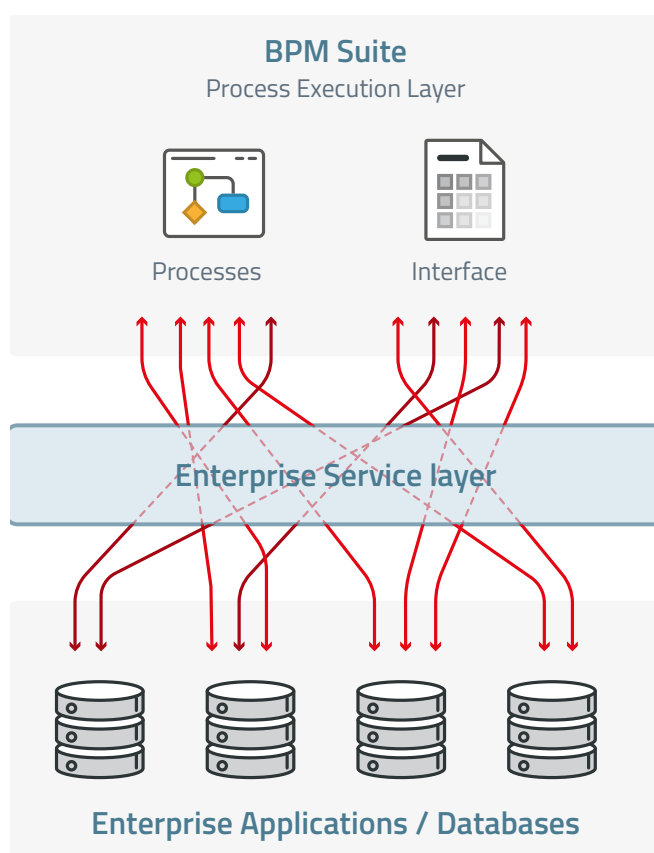 BPM Suite
Process Execution Layer
Processes
Interface
Enterprise Service layer
Enterprise Applications / Databases